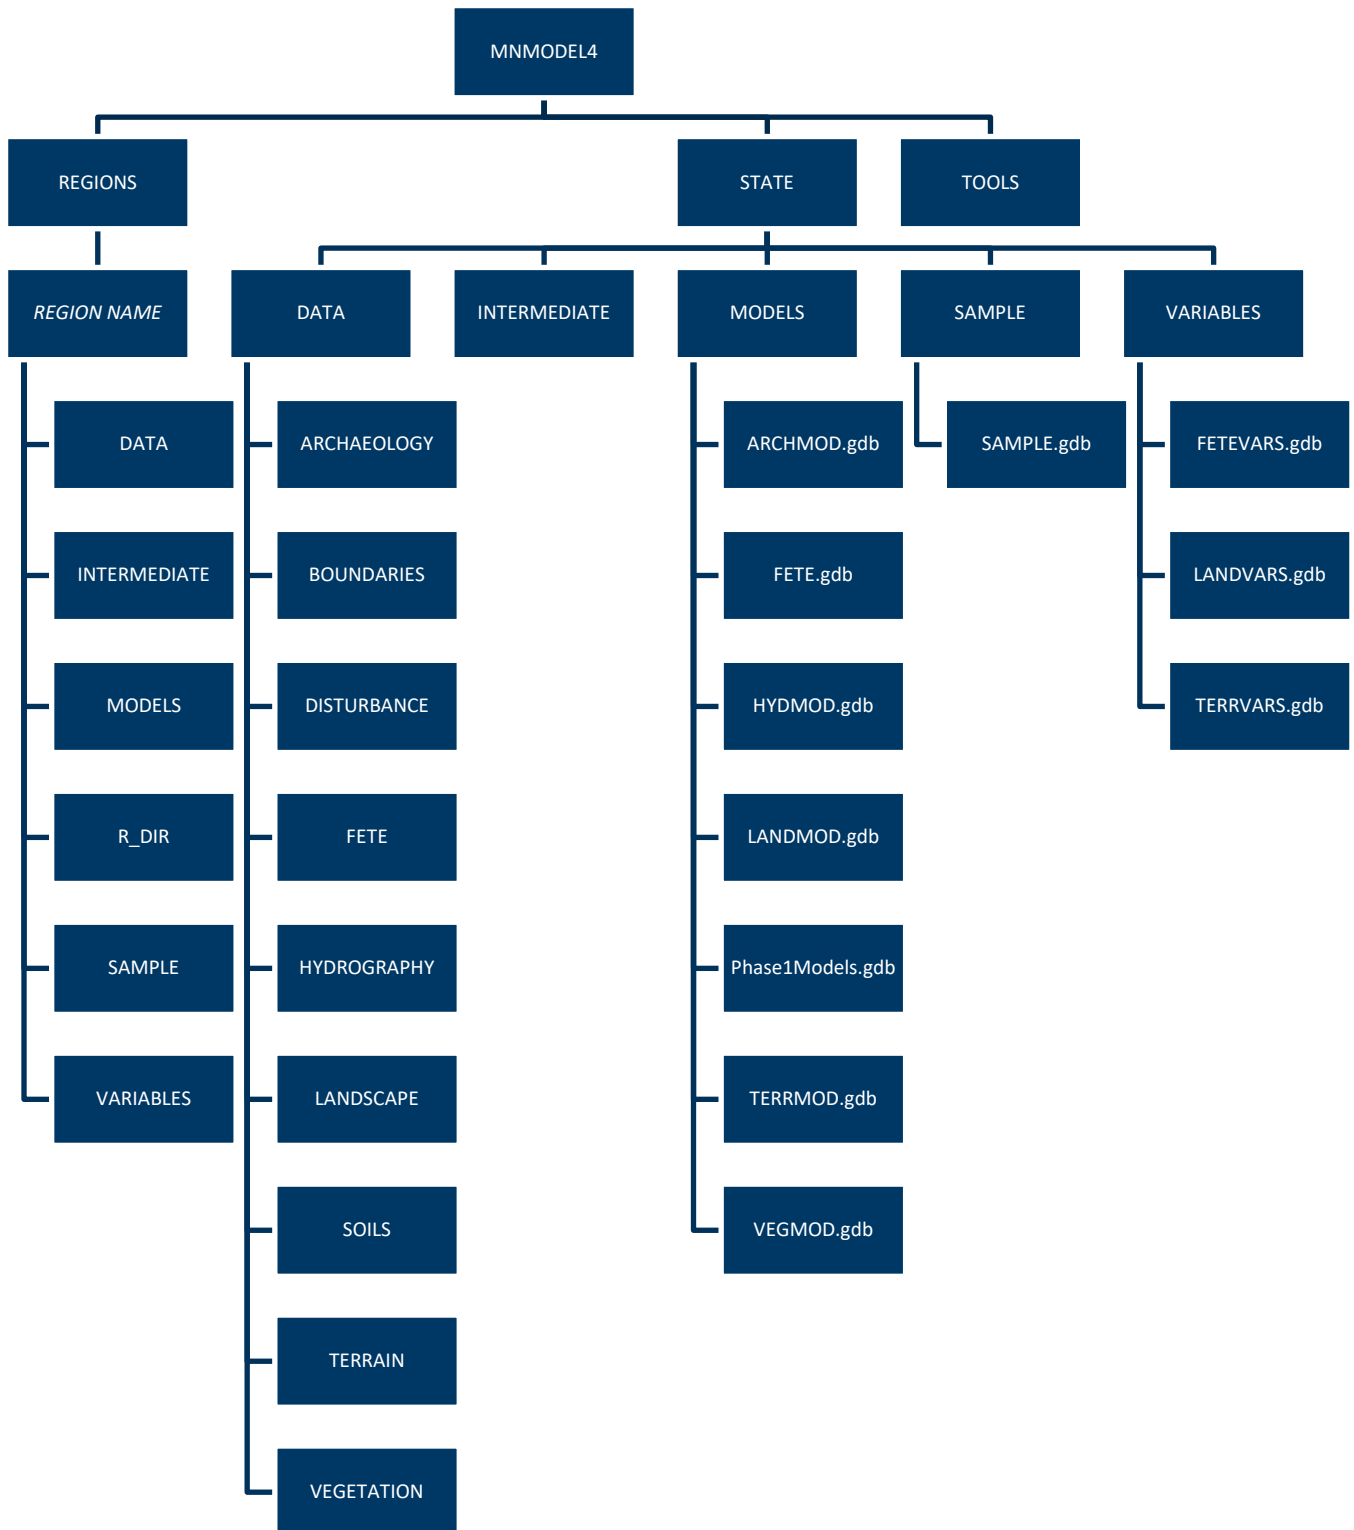 MNMODEL4
REGIONS
STATE
TOOLS
REGION NAME
DATA
INTERMEDIATE
MODELS
SAMPLE
VARIABLES
DATA
ARCHAEOLOGY
ARCHMOD.gdb
SAMPLE.gdb
FETEVARS.gdb
INTERMEDIATE
BOUNDARIES
FETE.gdb
LANDVARS.gdb
MODELS
DISTURBANCE
HYDMOD.gdb
TERRVARS.gdb
R_DIR
FETE
LANDMOD.gdb
SAMPLE
HYDROGRAPHY
Phase1Models.gdb
VARIABLES
LANDSCAPE
TERRMOD.gdb
SOILS
VEGMOD.gdb
TERRAIN
VEGETATION